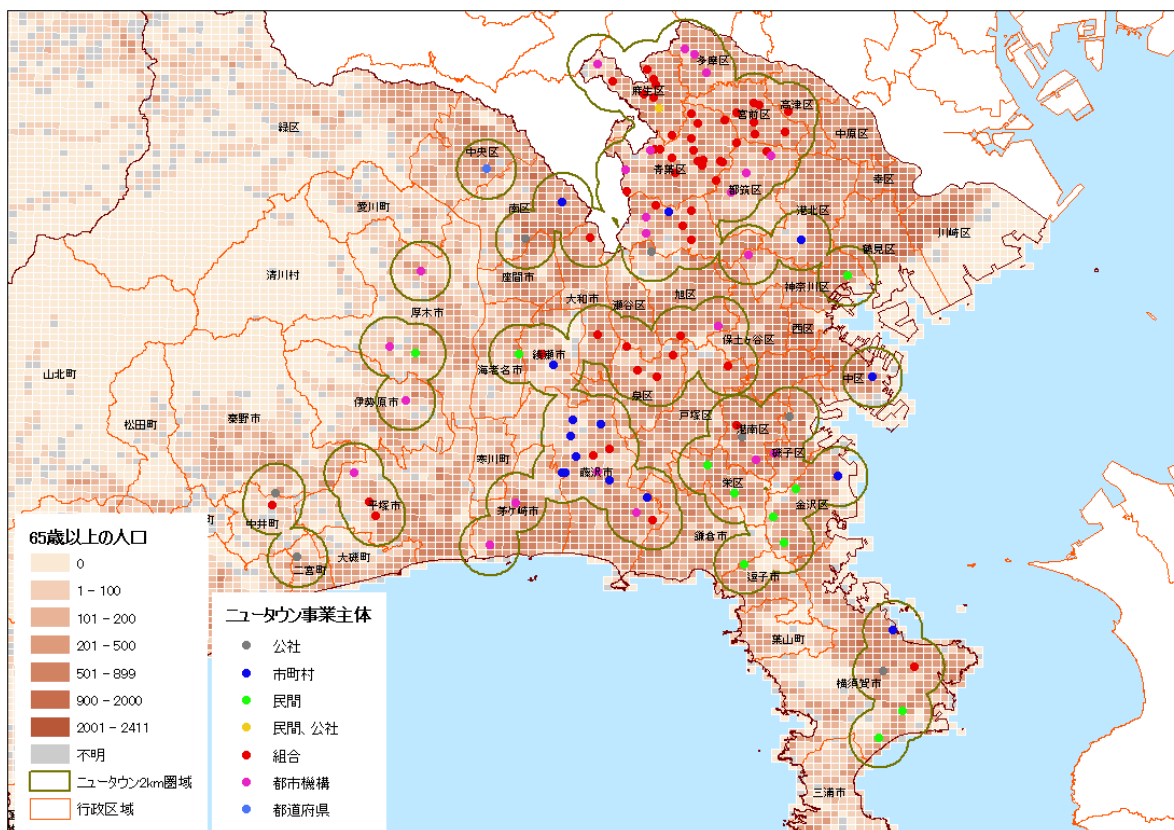 多摩区
麻生区
高津区
宮前区
中原区
緑区
中央区
青葉区
幸区
都筑区
愛川町
南区
港北区
川崎区
鶴見区
清川村
座間市
旭区
神奈川区
大和市
瀬谷区
厚木市
西区
保土ヶ谷区
綾瀬市
海老名市
山北町
中区
泉区
伊勢原市
戸塚区
松田町
秦野市
港南区
磯子区
寒川町
藤沢市
栄区
金沢区
平塚市
茅ケ崎市
中井町
町
鎌倉市
大磯町
二宮町
逗子市
葉山町
横須賀市
三浦市
65歳以上の人口
0
1 - 100
101 - 200
201 - 500
501 - 899
900 - 2000
2001 - 2411
不明
ニュータウン2km圏域
行政区域
ニュータウン事業主体
公社
市町村
民間
民間、公社
組合
都市機構
都道府県